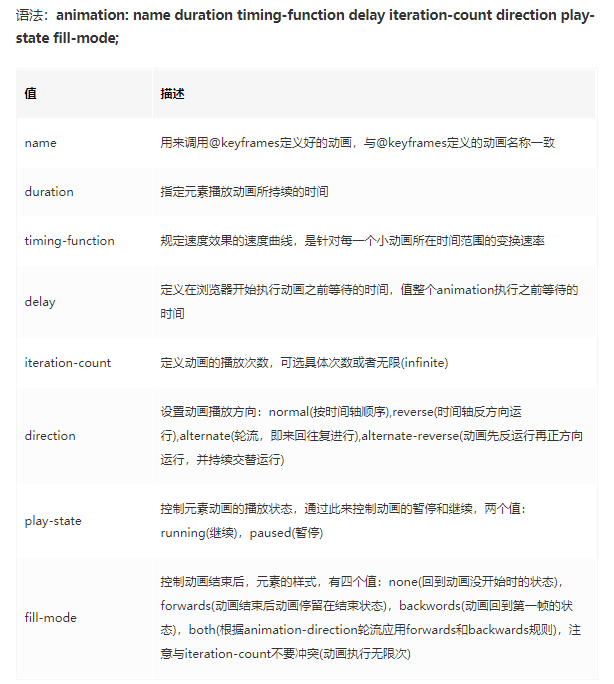 语法：animation: name duration timing-function delay iteration-count direction play-
state fill-mode;
值 描述
name 用来调用@keyframes定义好的动画，与@keyframes定义的动画名称一致
duration 指定元素播放动画所持续的时间
timing-function 规定速度效果的速度曲线，是针对每一个小动画所在时间范围的变换速率
delay 定义在浏览器开始执行动画之前等待的时间，值整个animation执行之前等待的
时间
iteration-count 定义动画的播放次数，可选具体次数或者无限(infinite)
direction 设置动画播放方向：normal(按时间轴顺序),reverse(时间轴反方向运
行),alternate(轮流，即来回往复进行),alternate-reverse(动画先反运行再正方向
运行，并持续交替运行)
play-state 控制元素动画的播放状态，通过此来控制动画的暂停和继续，两个值：
running(继续)，paused(暂停)
fill-mode 控制动画结束后，元素的样式，有四个值：none(回到动画没开始时的状态)，
forwards(动画结束后动画停留在结束状态)，backwords(动画回到第一帧的状
态)，both(根据animation-direction轮流应用forwards和backwards规则)，注
意与iteration-count不要冲突(动画执行无限次)